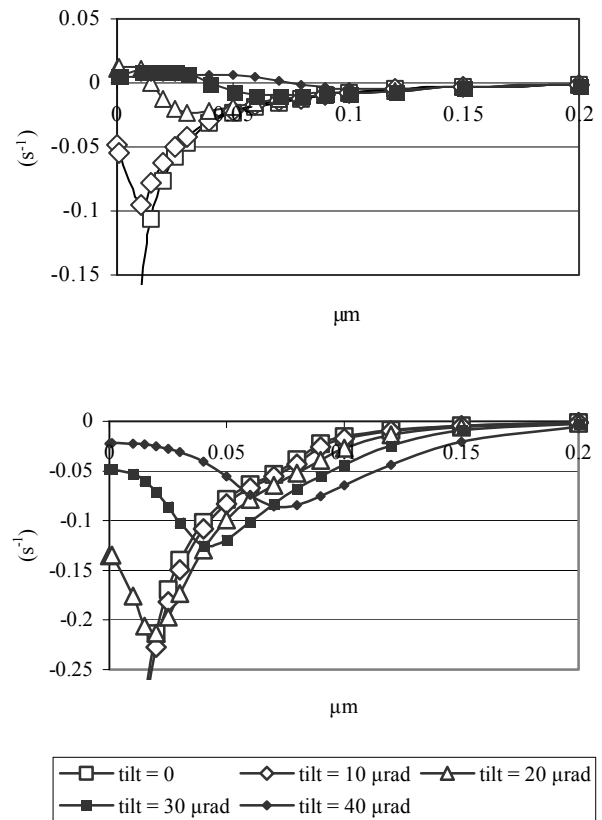 0.05
0
-0.05
-0.1
-0.15
(s⁻¹)
0 0.05 0.1 0.15 0.2
µm
0
-0.05
-0.1
-0.15
-0.2
-0.25
(s⁻¹)
0 0.05 0.1 0.15 0.2
µm
tilt = 0 tilt = 10 µrad tilt = 20 µrad
tilt = 30 µrad tilt = 40 µrad